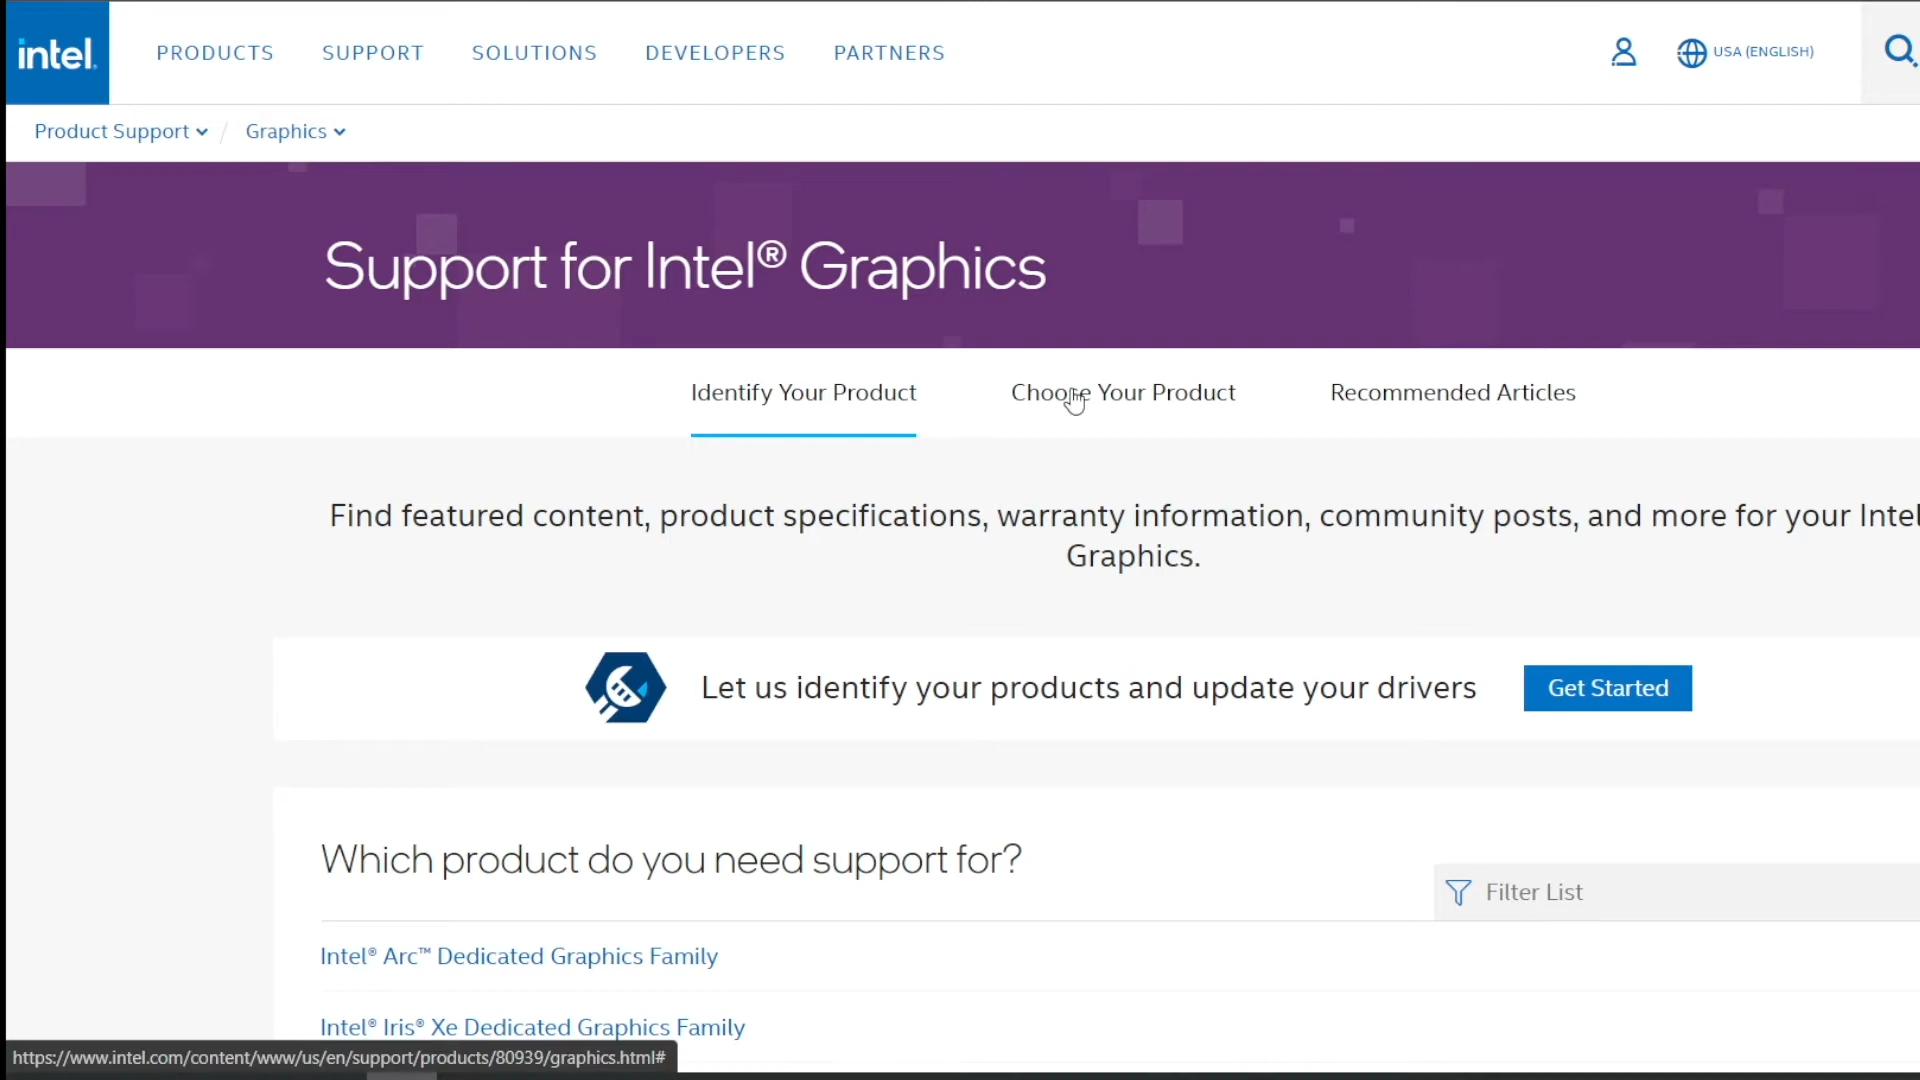 intel.
PRODUCTS SUPPORT SOLUTIONS DEVELOPERS PARTNERS USA (ENGLISH)
Product Support / Graphics
Support for Intel® Graphics
Identify Your Product Choose Your Product Recommended Articles
Find featured content, product specifications, warranty information, community posts, and more for your Intel
Graphics.
Let us identify your products and update your drivers Get Started
Which product do you need support for?
Filter List
Intel® Arc™ Dedicated Graphics Family
Intel® Iris® Xe Dedicated Graphics Family
https://www.intel.com/content/www/us/en/support/products/80939/graphics.html#